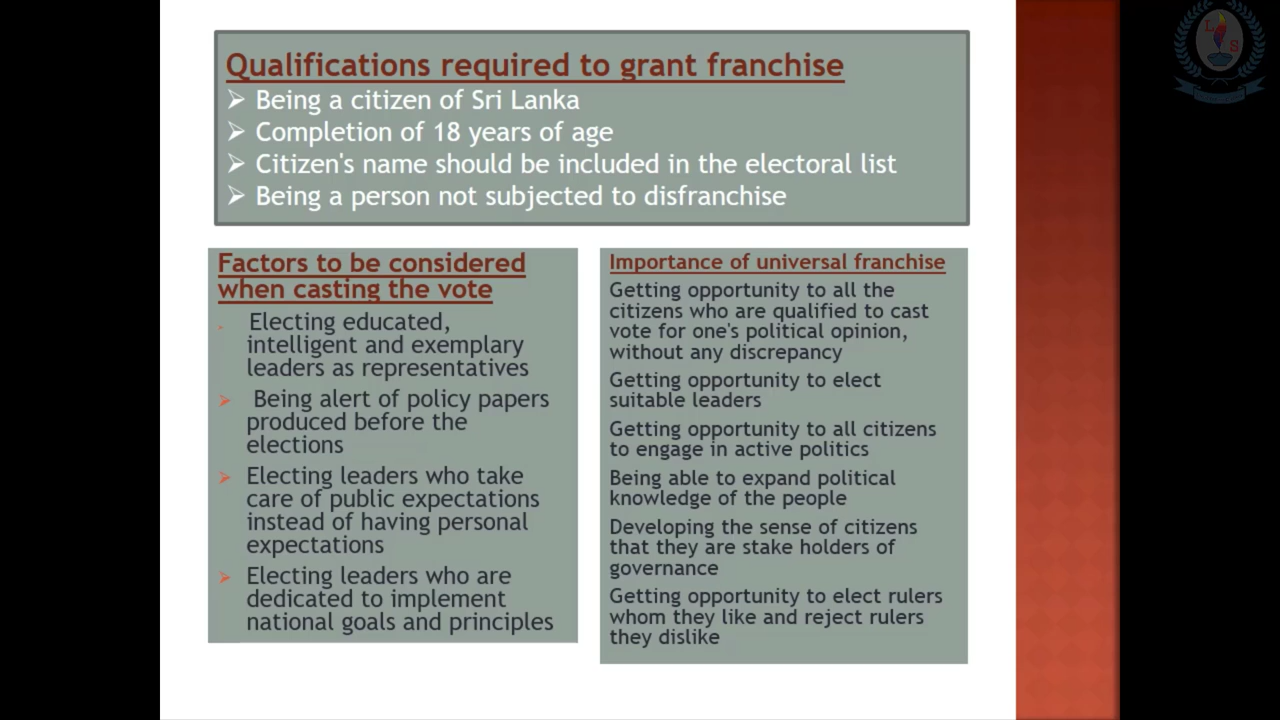 Qualifications required to grant franchise
➢ Being a citizen of Sri Lanka
➢ Completion of 18 years of age
➢ Citizen's name should be included in the electoral list
➢ Being a person not subjected to disfranchise
Factors to be considered
when casting the vote
➢ Electing educated,
intelligent and exemplary
leaders as representatives
➢ Being alert of policy papers
produced before the
elections
➢ Electing leaders who take
care of public expectations
instead of having personal
expectations
➢ Electing leaders who are
dedicated to implement
national goals and principles
Importance of universal franchise
Getting opportunity to all the
citizens who are qualified to cast
vote for one's political opinion,
without any discrepancy
Getting opportunity to elect
suitable leaders
Getting opportunity to all citizens
to engage in active politics
Being able to expand political
knowledge of the people
Developing the sense of citizens
that they are stake holders of
governance
Getting opportunity to elect rulers
whom they like and reject rulers
they dislike
L
S